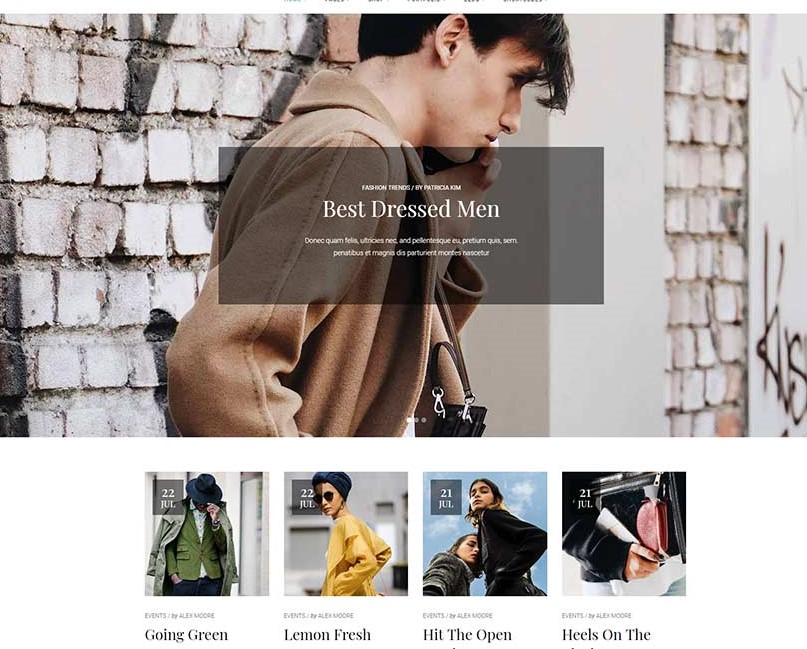 FASHION TRENDS / BY PATRICIA KIM
Best Dressed Men
Donec quam felis, ultricies nec, and pellentesque eu, pretium quis, sem.
penatibus et magnis dis parturient montes nascetur
22
JUL
22
JUL
21
JUL
21
JUL
EVENTS / by ALEX MOORE
EVENTS / by ALEX MOORE
EVENTS / by ALEX MOORE
EVENTS / by ALEX MOORE
Going Green
Lemon Fresh
Hit The Open
Heels On The